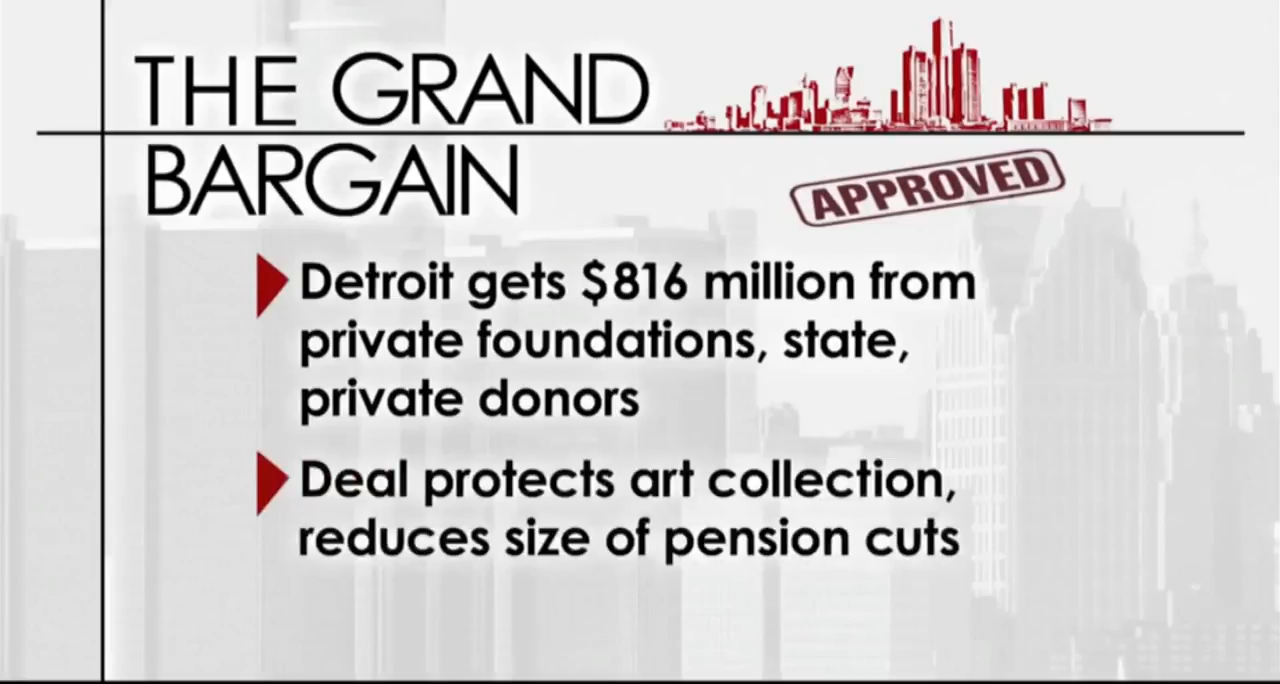 THE GRAND
BARGAIN
APPROVED
Detroit gets $816 million from
private foundations, state,
private donors
Deal protects art collection,
reduces size of pension cuts